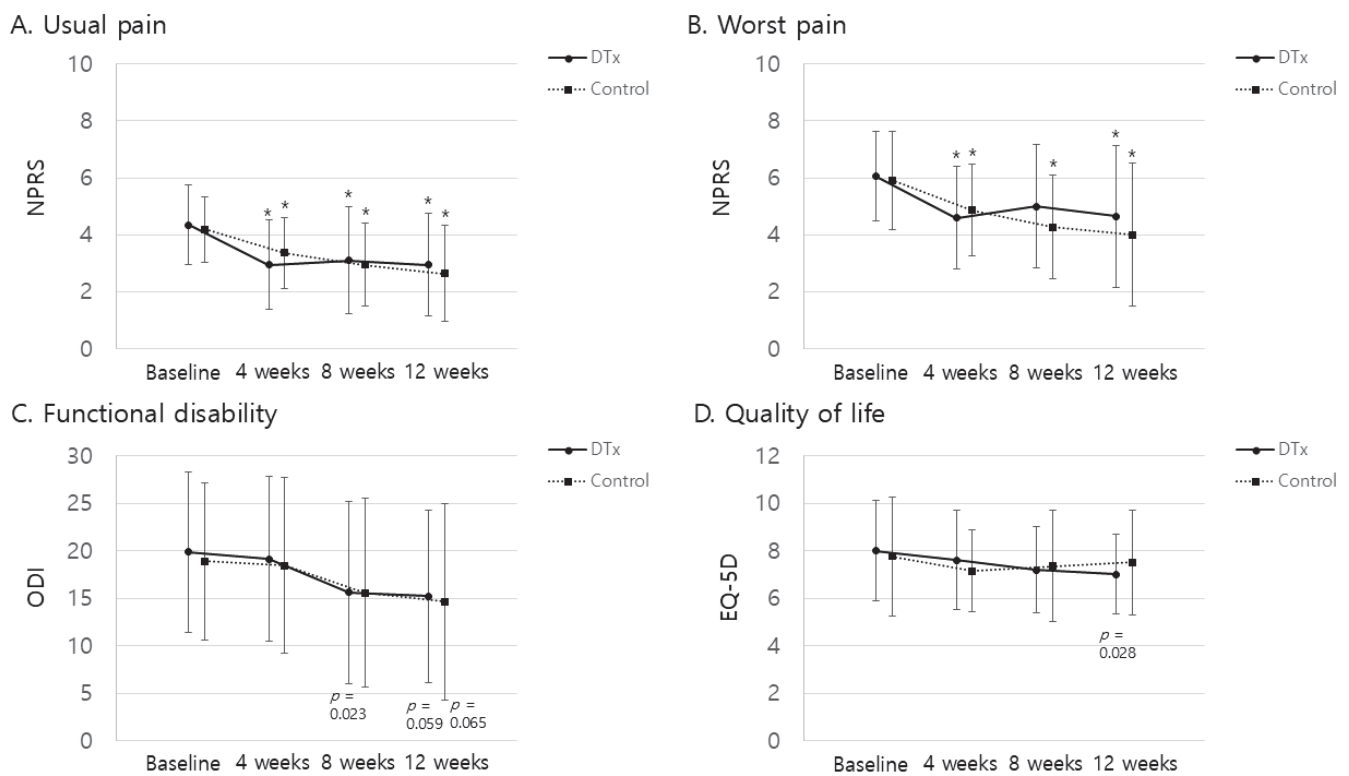 A. Usual pain
DTx
Control
10
8
6
4
2
0
NPRS
* * * * * *
Baseline 4 weeks 8 weeks 12 weeks
B. Worst pain
DTx
Control
10
8
6
4
2
0
NPRS
* * * * *
Baseline 4 weeks 8 weeks 12 weeks
C. Functional disability
DTx
Control
30
25
20
15
10
5
0
ODI
p =
0.023
p =
0.059
p =
0.065
Baseline 4 weeks 8 weeks 12 weeks
D. Quality of life
DTx
Control
12
10
8
6
4
2
0
EQ-5D
p =
0.028
Baseline 4 weeks 8 weeks 12 weeks